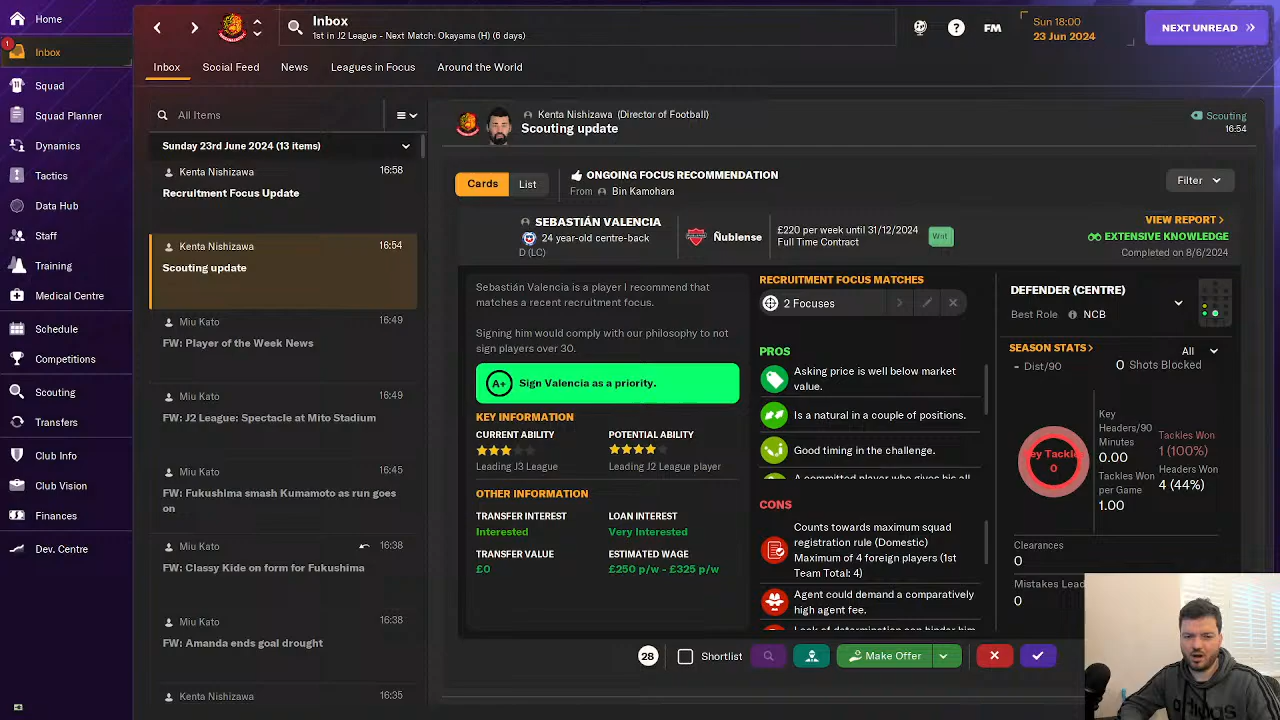 Home
1
Inbox
Squad
Squad Planner
Dynamics
Tactics
Data Hub
Staff
Training
Medical Centre
Schedule
Competitions
Scouting
Transfers
Club Info
Club Vision
Finances
Dev. Centre
Inbox
1st in J2 League - Next Match: Okayama (H) (6 days)
?
FM
Sun 18:00
23 Jun 2024
NEXT UNREAD
Inbox
Social Feed
News
Leagues in Focus
Around the World
All Items
Sunday 23rd June 2024 (13 items)
Kenta Nishizawa 16:58
Recruitment Focus Update
Kenta Nishizawa 16:54
Scouting update
Miu Kato 16:49
FW: Player of the Week News
Miu Kato 16:49
FW: J2 League: Spectacle at Mito Stadium
Miu Kato 16:45
FW: Fukushima smash Kumamoto as run goes
on
Miu Kato 16:38
FW: Classy Kide on form for Fukushima
Miu Kato 16:38
FW: Amanda ends goal drought
Kenta Nishizawa 16:35
Kenta Nishizawa (Director of Football)
Scouting update
Scouting
16:54
Cards
List
ONGOING FOCUS RECOMMENDATION
From Bin Kamohara
Filter
SEBASTIÁN VALENCIA
24 year-old centre-back
D (LC)
Ñublense
£220 per week until 31/12/2024
Full Time Contract
Wnt
VIEW REPORT >
EXTENSIVE KNOWLEDGE
Completed on 8/6/2024
Sebastián Valencia is a player I recommend that
matches a recent recruitment focus.
Signing him would comply with our philosophy to not
sign players over 30.
A+ Sign Valencia as a priority.
KEY INFORMATION
CURRENT ABILITY
Leading J3 League
POTENTIAL ABILITY
Leading J2 League player
OTHER INFORMATION
TRANSFER INTEREST
Interested
LOAN INTEREST
Very Interested
TRANSFER VALUE
£0
ESTIMATED WAGE
£250 p/w - £325 p/w
RECRUITMENT FOCUS MATCHES
2 Focuses
PROS
Asking price is well below market
value.
Is a natural in a couple of positions.
Good timing in the challenge.
A committed player who gives his all
CONS
Counts towards maximum squad
registration rule (Domestic)
Maximum of 4 foreign players (1st
Team Total: 4)
Agent could demand a comparatively
high agent fee.
Lack of determination can hinder him
DEFENDER (CENTRE)
Best Role NCB
SEASON STATS >
All
- Dist/90
0 Shots Blocked
Key
Headers/90
Minutes
0.00
Key Tackles
0
Tackles Won
1 (100%)
Headers Won
4 (44%)
Tackles Won
per Game
1.00
Clearances
0
Mistakes Lead
0
28
Shortlist
Make Offer